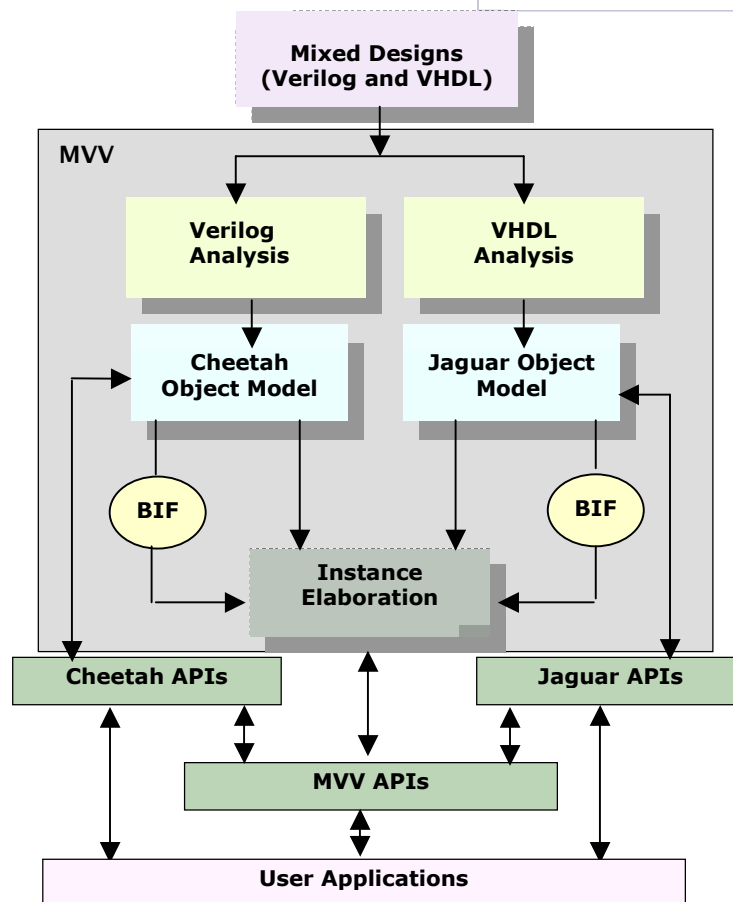 Mixed Designs
(Verilog and VHDL)
MVV
Verilog
Analysis
VHDL
Analysis
Cheetah
Object Model
Jaguar Object
Model
BIF
BIF
Instance
Elaboration
Cheetah APIs
Jaguar APIs
MVV APIs
User Applications